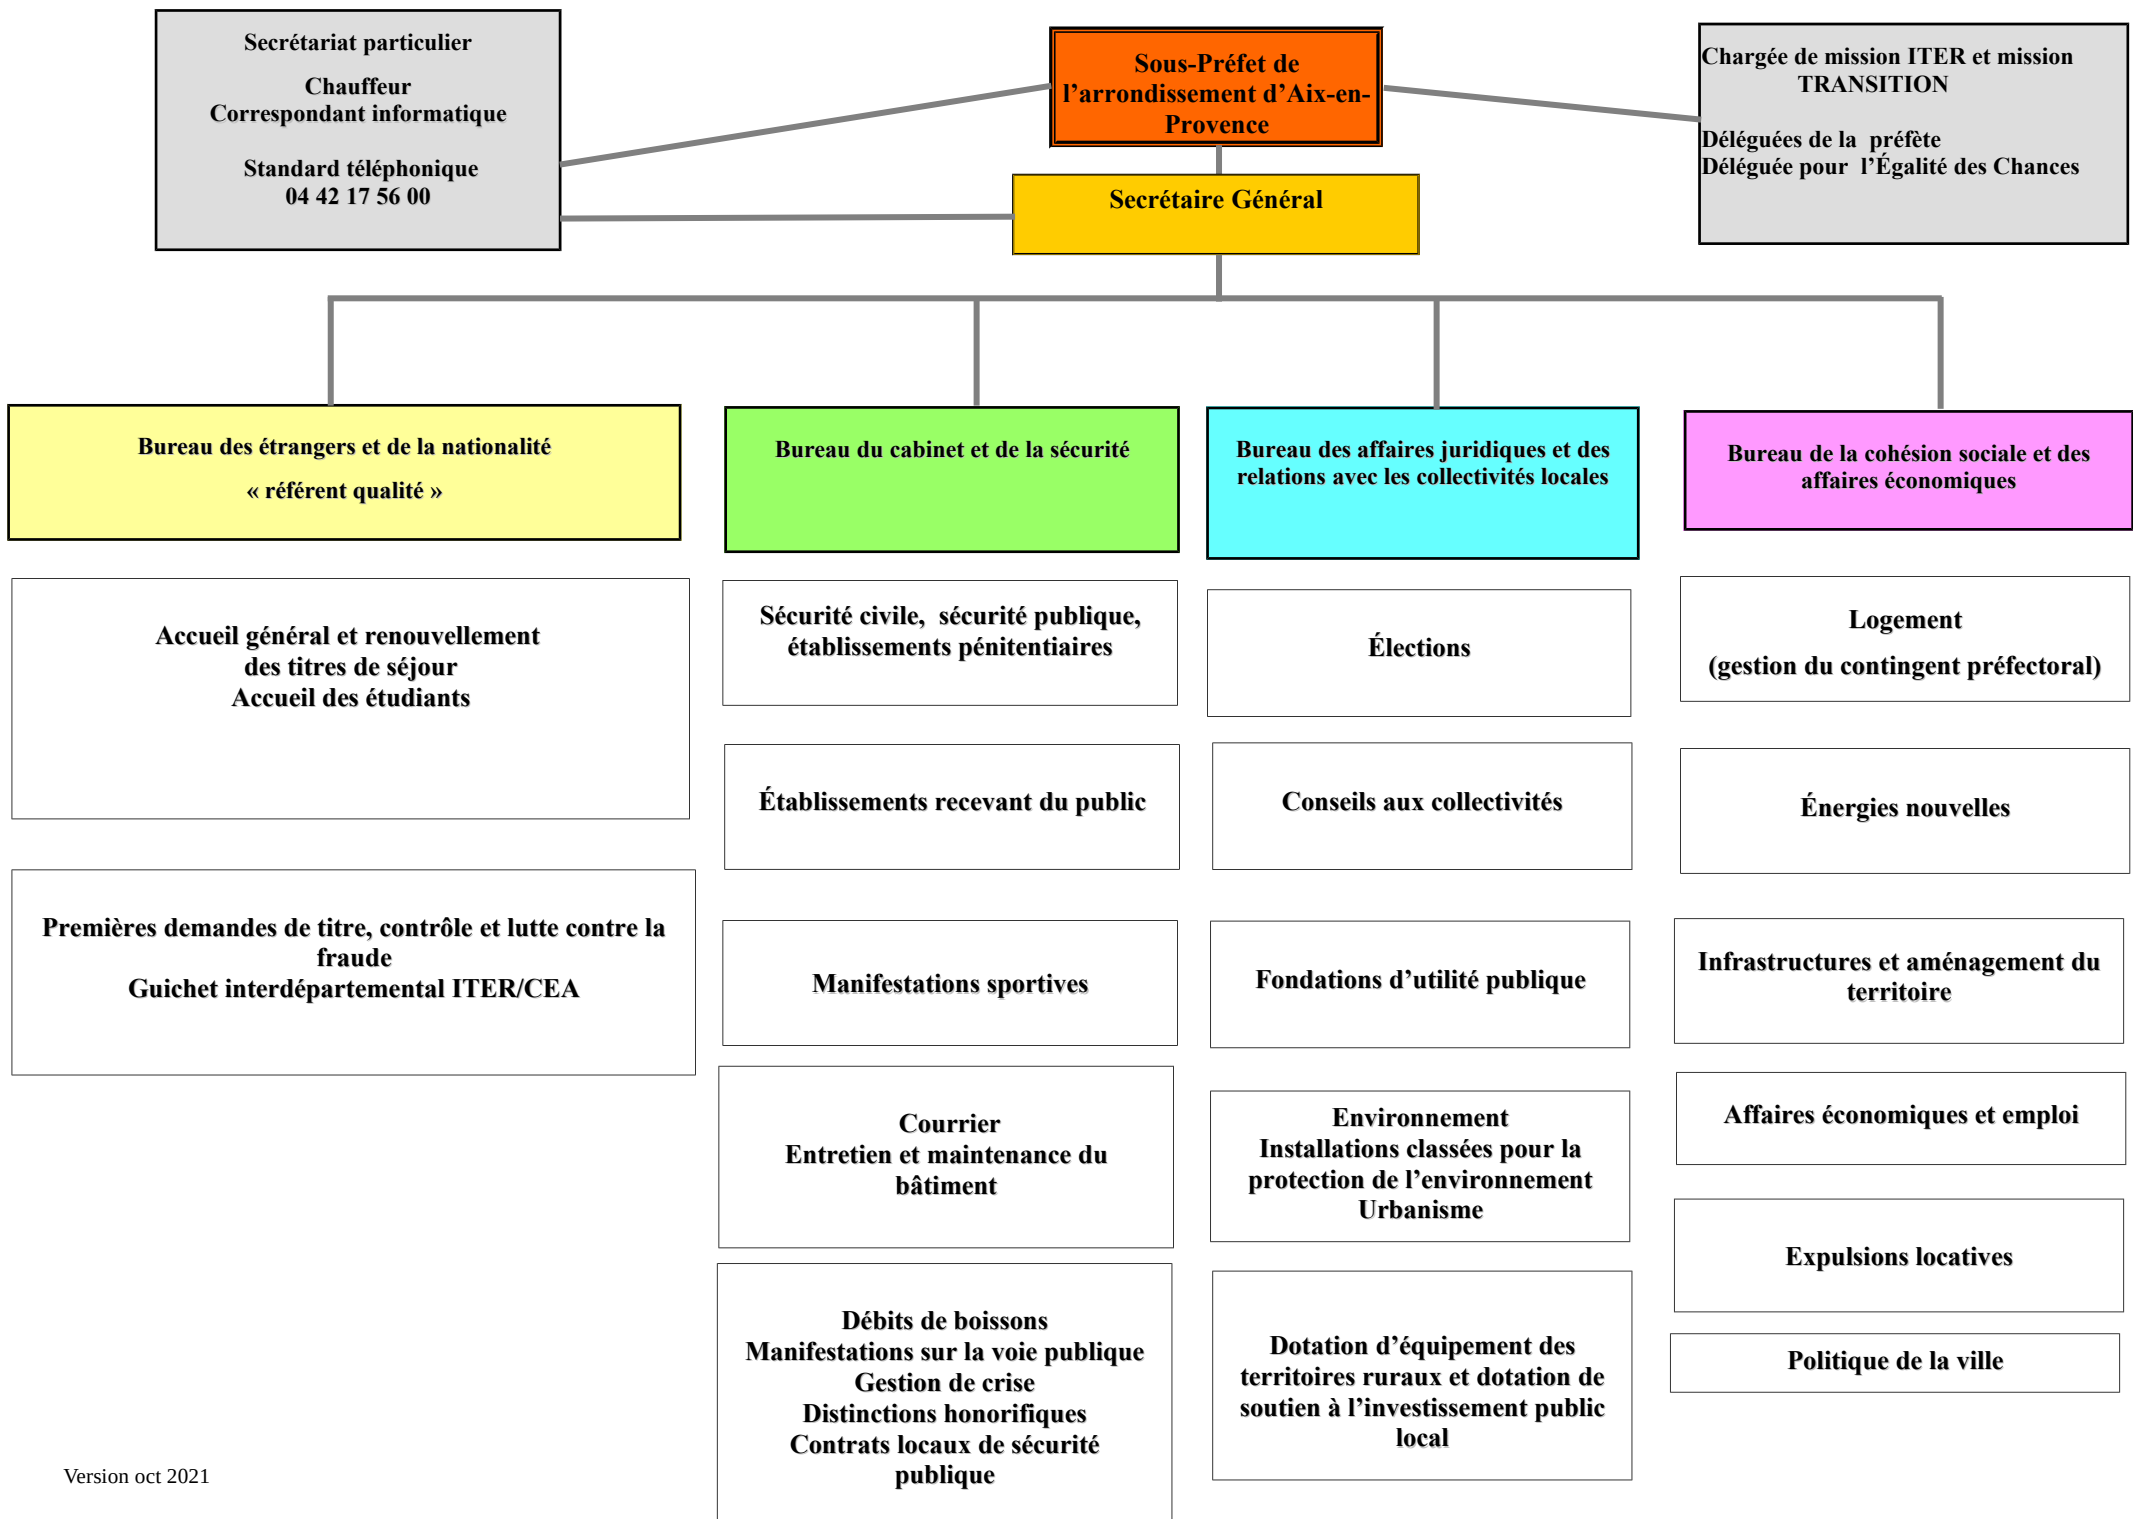 Secrétariat particulier
Chauffeur
Correspondant informatique
Standard téléphonique
04 42 17 56 00
Sous-Préfet de
l’arrondissement d’Aix-en-
Provence
Secrétaire Général
Chargée de mission ITER et mission
TRANSITION
Déléguées de la préfète
Déléguée pour l’Égalité des Chances
Bureau des étrangers et de la nationalité
« référent qualité »
Accueil général et renouvellement
des titres de séjour
Accueil des étudiants
Premières demandes de titre, contrôle et lutte contre la
fraude
Guichet interdépartemental ITER/CEA
Bureau du cabinet et de la sécurité
Sécurité civile, sécurité publique,
établissements pénitentiaires
Établissements recevant du public
Manifestations sportives
Courrier
Entretien et maintenance du
bâtiment
Débits de boissons
Manifestations sur la voie publique
Gestion de crise
Distinctions honorifiques
Contrats locaux de sécurité
publique
Bureau des affaires juridiques et des
relations avec les collectivités locales
Élections
Conseils aux collectivités
Fondations d’utilité publique
Environnement
Installations classées pour la
protection de l’environnement
Urbanisme
Dotation d’équipement des
territoires ruraux et dotation de
soutien à l’investissement public
local
Bureau de la cohésion sociale et des
affaires économiques
Logement
(gestion du contingent préfectoral)
Énergies nouvelles
Infrastructures et aménagement du
territoire
Affaires économiques et emploi
Expulsions locatives
Politique de la ville
Version oct 2021